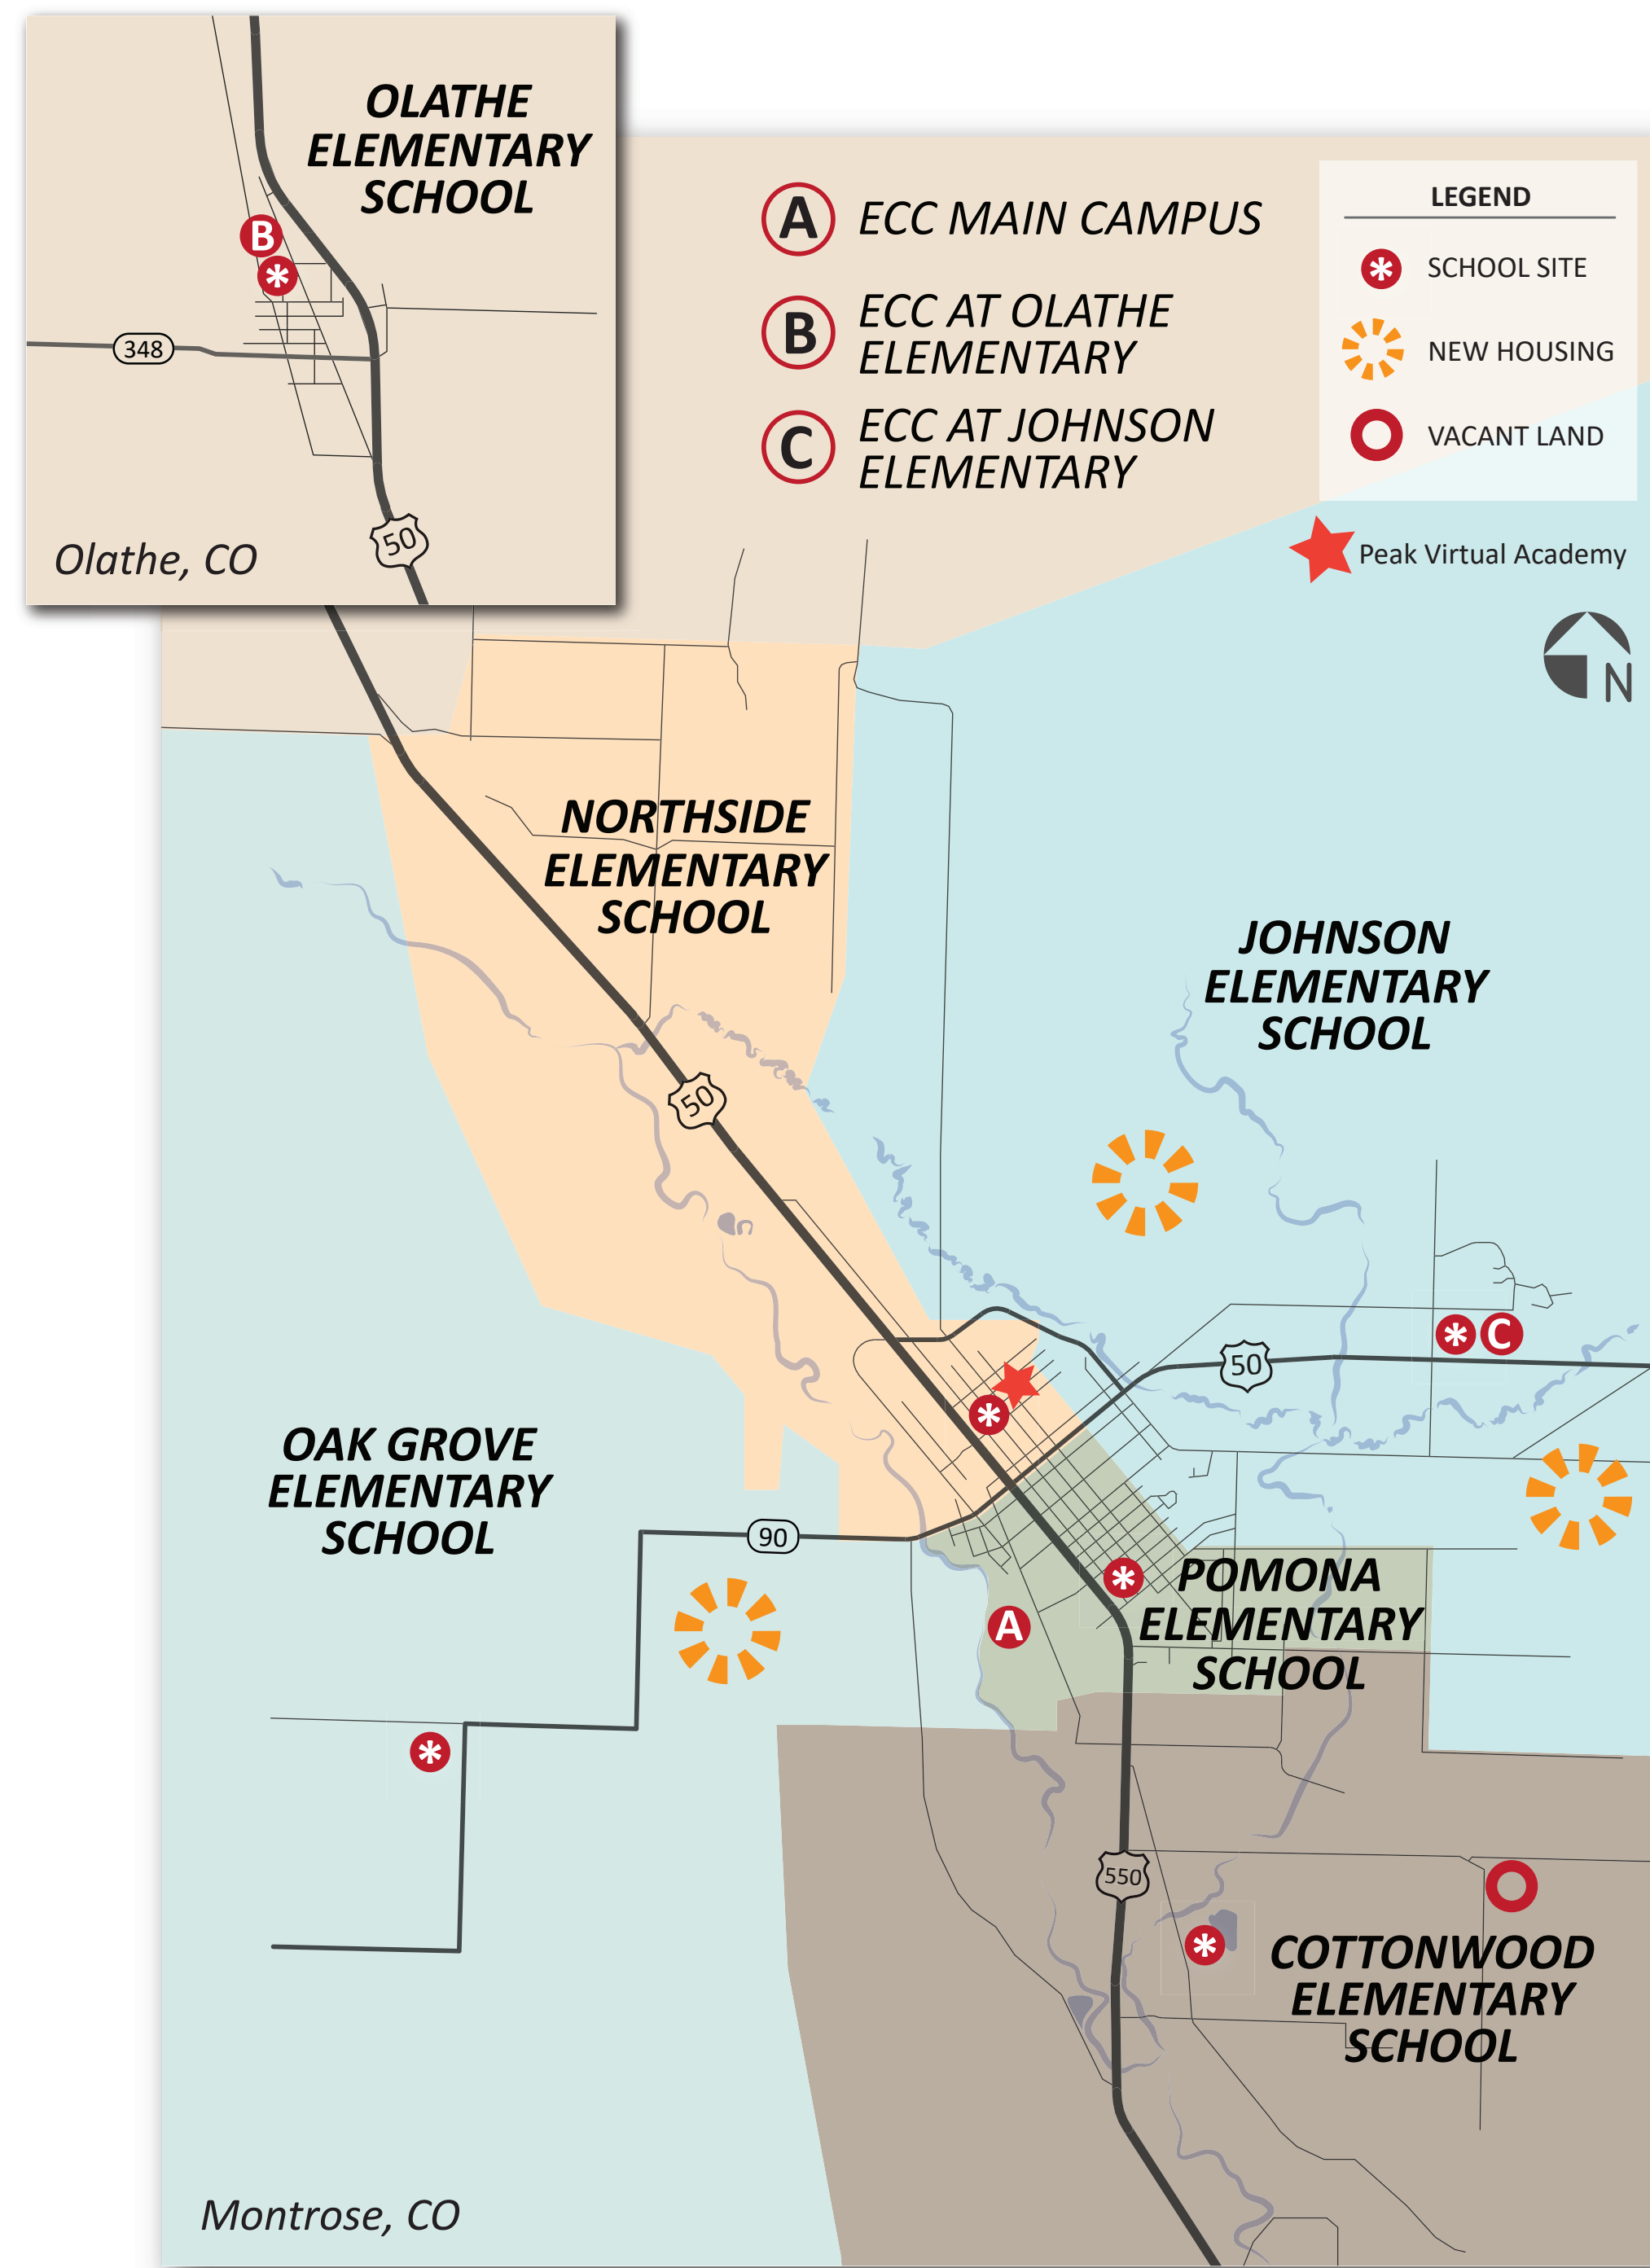 OLATHE
ELEMENTARY
SCHOOL
B
*
348
50
Olathe, CO
A ECC MAIN CAMPUS
B ECC AT OLATHE
ELEMENTARY
C ECC AT JOHNSON
ELEMENTARY
LEGEND
* SCHOOL SITE
NEW HOUSING
VACANT LAND
Peak Virtual Academy
N
NORTHSIDE
ELEMENTARY
SCHOOL
JOHNSON
ELEMENTARY
SCHOOL
50
* C
50
*
OAK GROVE
ELEMENTARY
SCHOOL
90
*
POMONA
ELEMENTARY
SCHOOL
A
*
550
*
COTTONWOOD
ELEMENTARY
SCHOOL
Montrose, CO